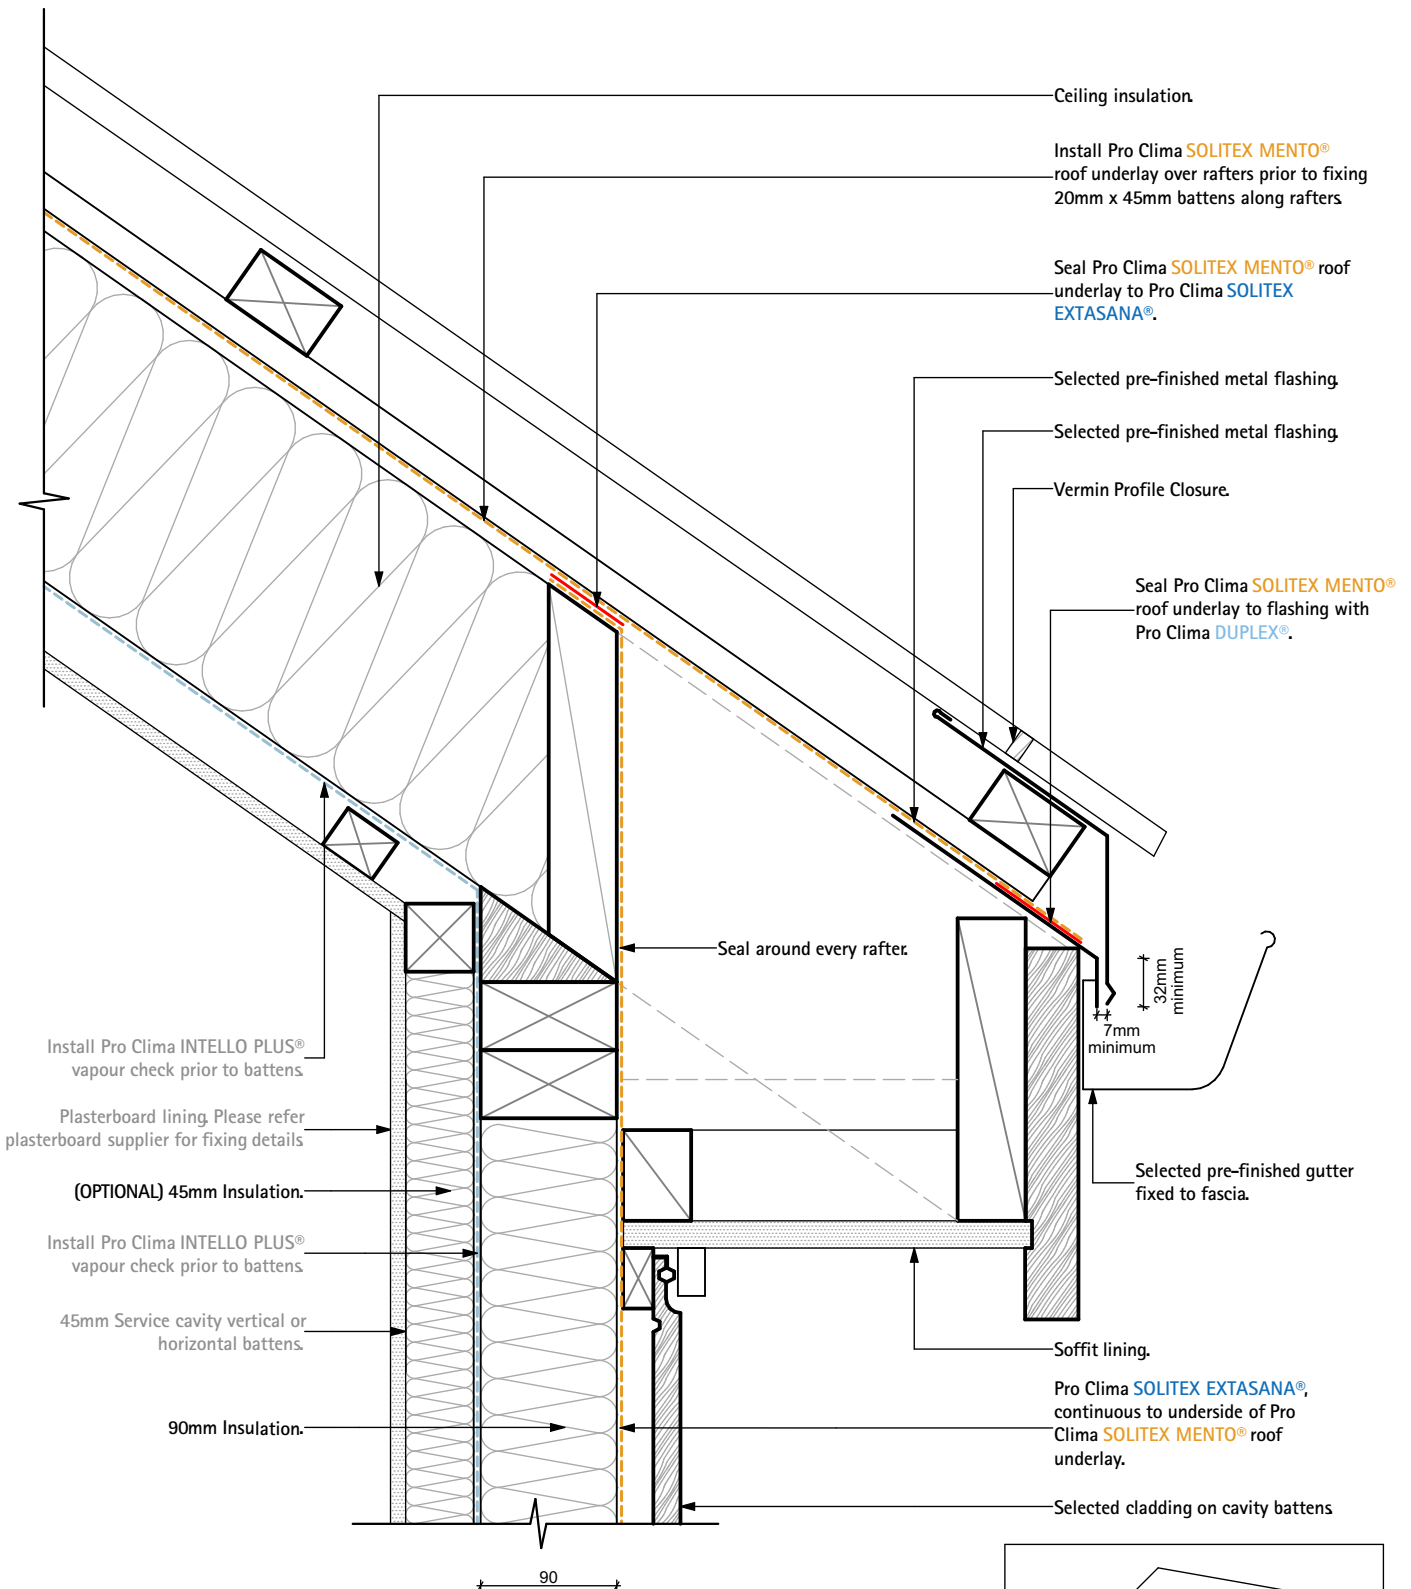 Ceiling insulation.
Install Pro Clima SOLITEX MENTO®
roof underlay over rafters prior to fixing
20mm x 45mm battens along rafters.
Seal Pro Clima SOLITEX MENTO® roof
underlay to Pro Clima SOLITEX
EXTASANA®.
Selected pre-finished metal flashing.
Selected pre-finished metal flashing.
Vermin Profile Closure.
Seal Pro Clima SOLITEX MENTO®
roof underlay to flashing with
Pro Clima DUPLEX®.
Seal around every rafter.
32mm
minimum
7mm
minimum
Install Pro Clima INTELLO PLUS®
vapour check prior to battens.
Plasterboard lining. Please refer
plasterboard supplier for fixing details.
(OPTIONAL) 45mm Insulation.
Install Pro Clima INTELLO PLUS®
vapour check prior to battens.
45mm Service cavity vertical or
horizontal battens.
90mm Insulation.
Selected pre-finished gutter
fixed to fascia.
Soffit lining.
Pro Clima SOLITEX EXTASANA®,
continuous to underside of Pro
Clima SOLITEX MENTO® roof
underlay.
Selected cladding on cavity battens.
90